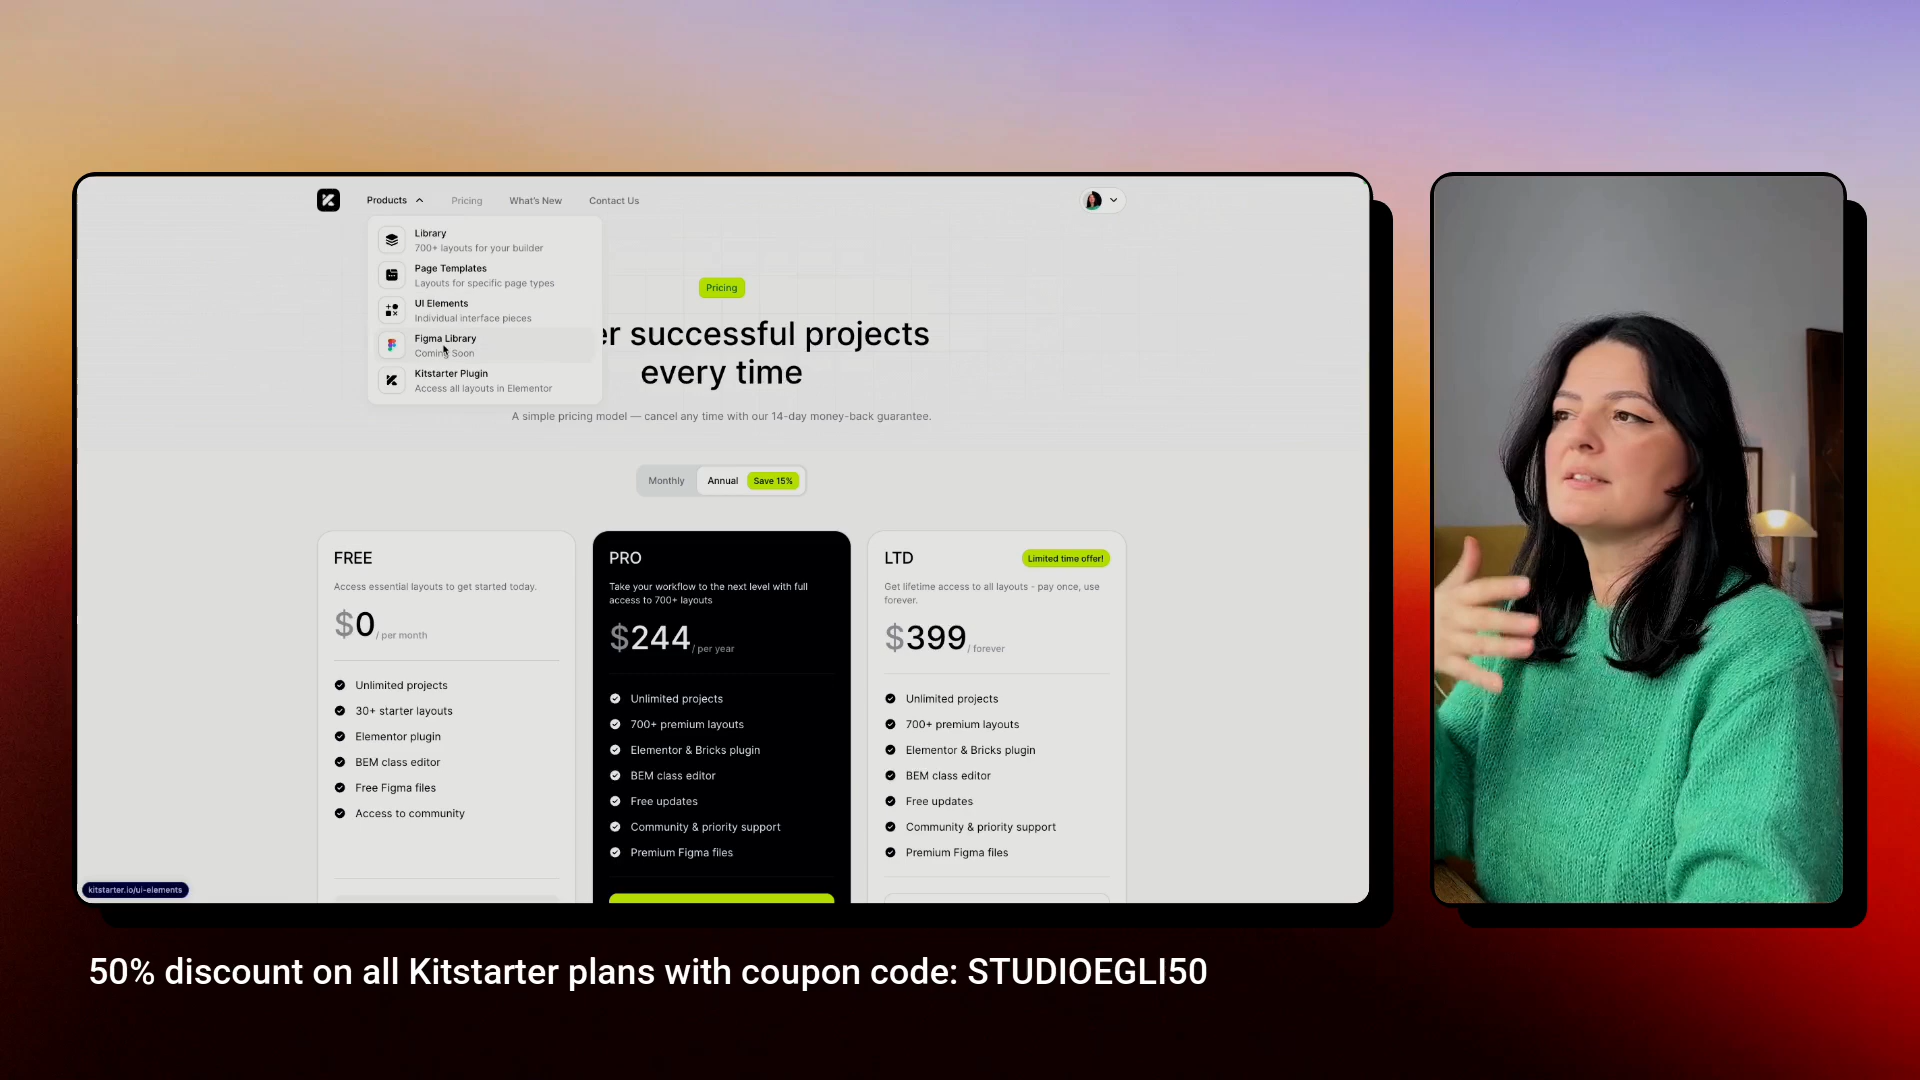 Products
Pricing
What's New
Contact Us
Library
700+ layouts for your builder
Page Templates
Layouts for specific page types
UI Elements
Individual interface pieces
Figma Library
Coming Soon
Kitstarter Plugin
Access all layouts in Elementor
Pricing
er successful projects
every time
A simple pricing model — cancel any time with our 14-day money-back guarantee.
Monthly
Annual
Save 15%
FREE
Access essential layouts to get started today.
$0 / per month
Unlimited projects
30+ starter layouts
Elementor plugin
BEM class editor
Free Figma files
Access to community
PRO
Take your workflow to the next level with full
access to 700+ layouts
$244 / per year
Unlimited projects
700+ premium layouts
Elementor & Bricks plugin
BEM class editor
Free updates
Community & priority support
Premium Figma files
LTD
Limited time offer!
Get lifetime access to all layouts - pay once, use
forever.
$399 / forever
Unlimited projects
700+ premium layouts
Elementor & Bricks plugin
BEM class editor
Free updates
Community & priority support
Premium Figma files
kitstarter.io/ui-elements
50% discount on all Kitstarter plans with coupon code: STUDIOEGLI50